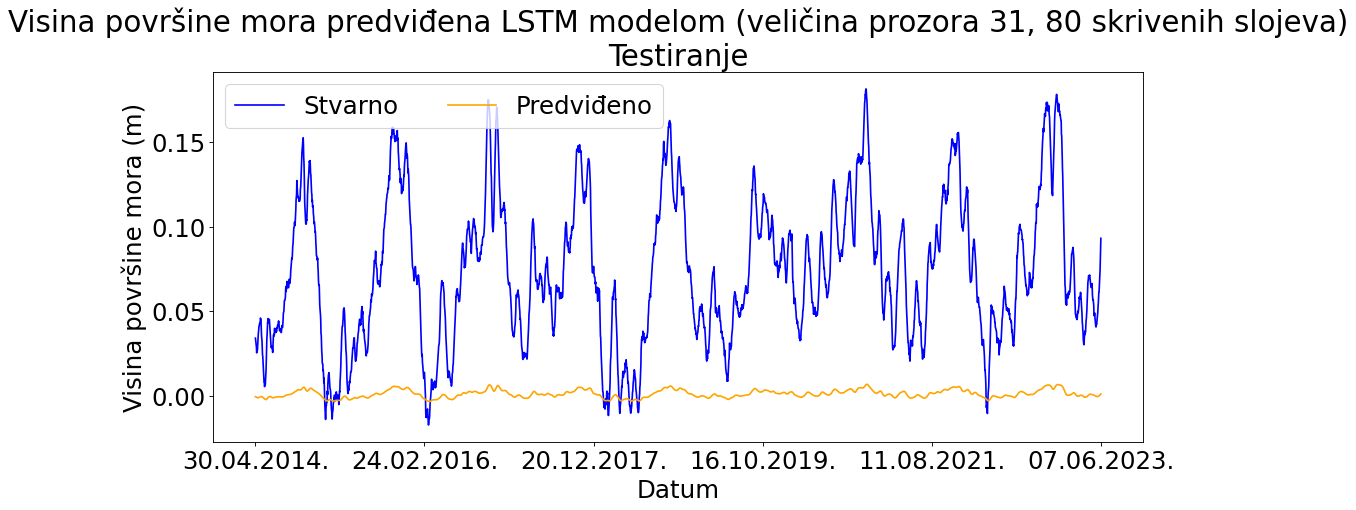 Visina površine mora predviđena LSTM modelom (veličina prozora 31, 80 skrivenih slojeva)
Testiranje
Stvarno
Predviđeno
Visina površine mora (m)
0.15
0.10
0.05
0.00
30.04.2014.
24.02.2016.
20.12.2017.
16.10.2019.
11.08.2021.
07.06.2023.
Datum